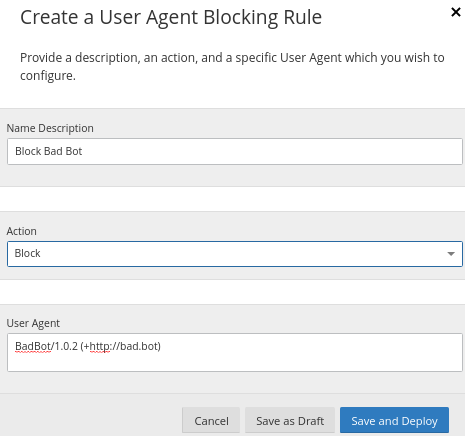 Create a User Agent Blocking Rule
Provide a description, an action, and a specific User Agent which you wish to
configure.
Name Description
Block Bad Bot
Action
Block
User Agent
BadBot/1.0.2 (+http://bad.bot)
Cancel
Save as Draft
Save and Deploy